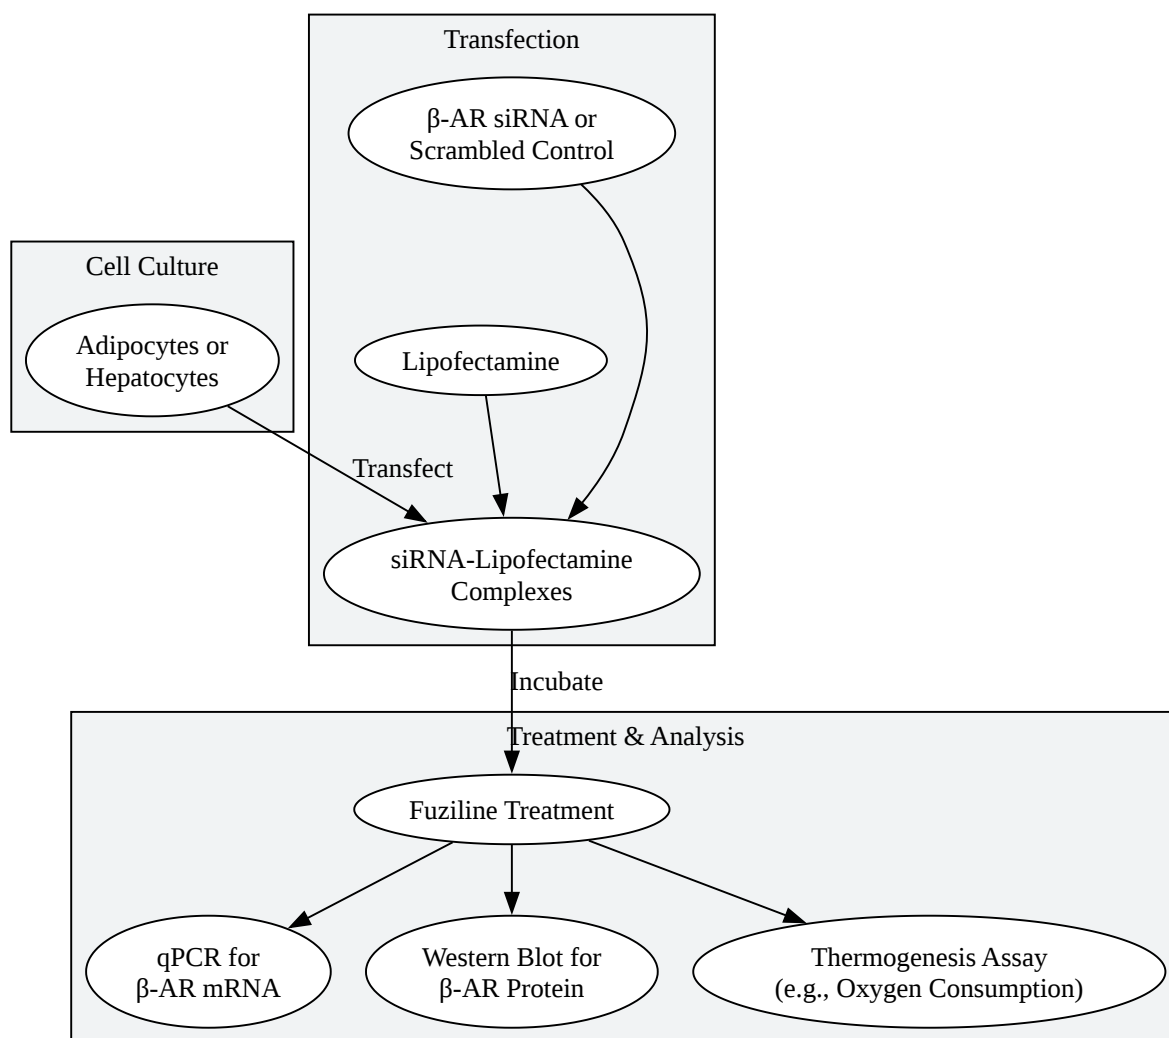 Transfection
β-AR siRNA or
Scrambled Control
Cell Culture
Adipocytes or
Hepatocytes
Lipofectamine
Transfect
siRNA-Lipofectamine
Complexes
Incubate
Treatment & Analysis
Fuziline Treatment
qPCR for
β-AR mRNA
Western Blot for
β-AR Protein
Thermogenesis Assay
(e.g., Oxygen Consumption)